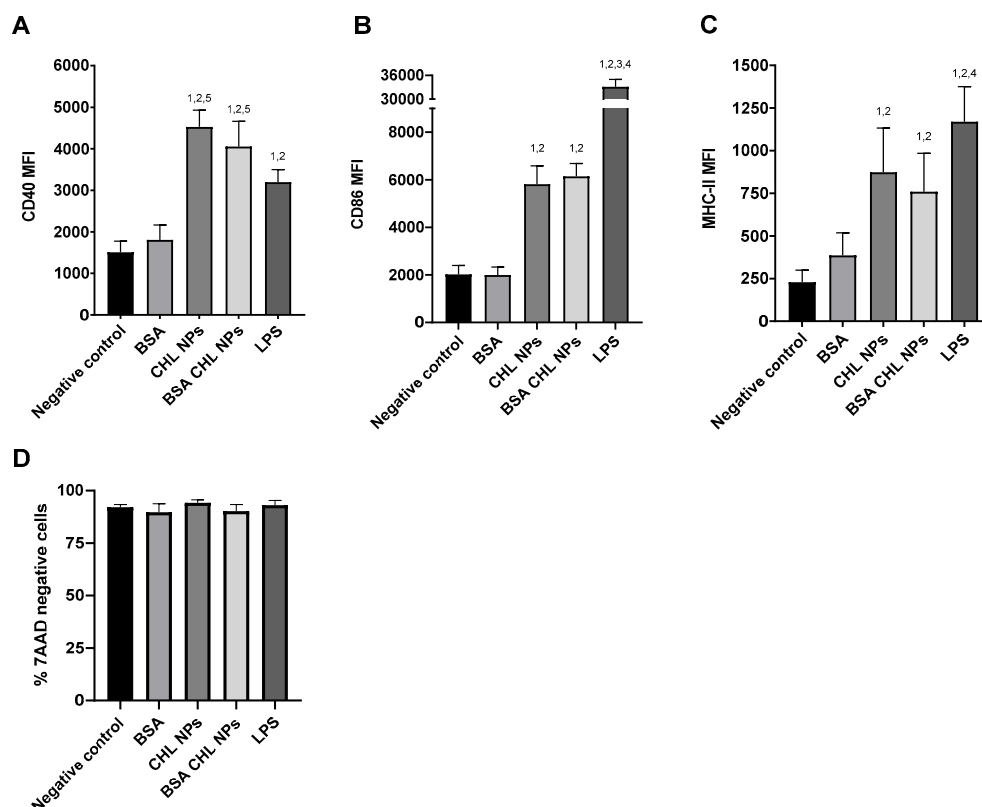 A
CD40 MFI
6000
5000
4000
3000
2000
1000
0
1,2,5
1,2,5
1,2
Negative control
BSA
CHL NPs
BSA CHL NPs
LPS
B
CD86 MFI
36000
30000
8000
6000
4000
2000
0
1,2
1,2
1,2,3,4
Negative control
BSA
CHL NPs
BSA CHL NPs
LPS
C
MHC-II MFI
1500
1250
1000
750
500
250
0
1,2
1,2
1,2,4
Negative control
BSA
CHL NPs
BSA CHL NPs
LPS
D
% 7AAD negative cells
100
75
50
25
0
Negative control
BSA
CHL NPs
BSA CHL NPs
LPS